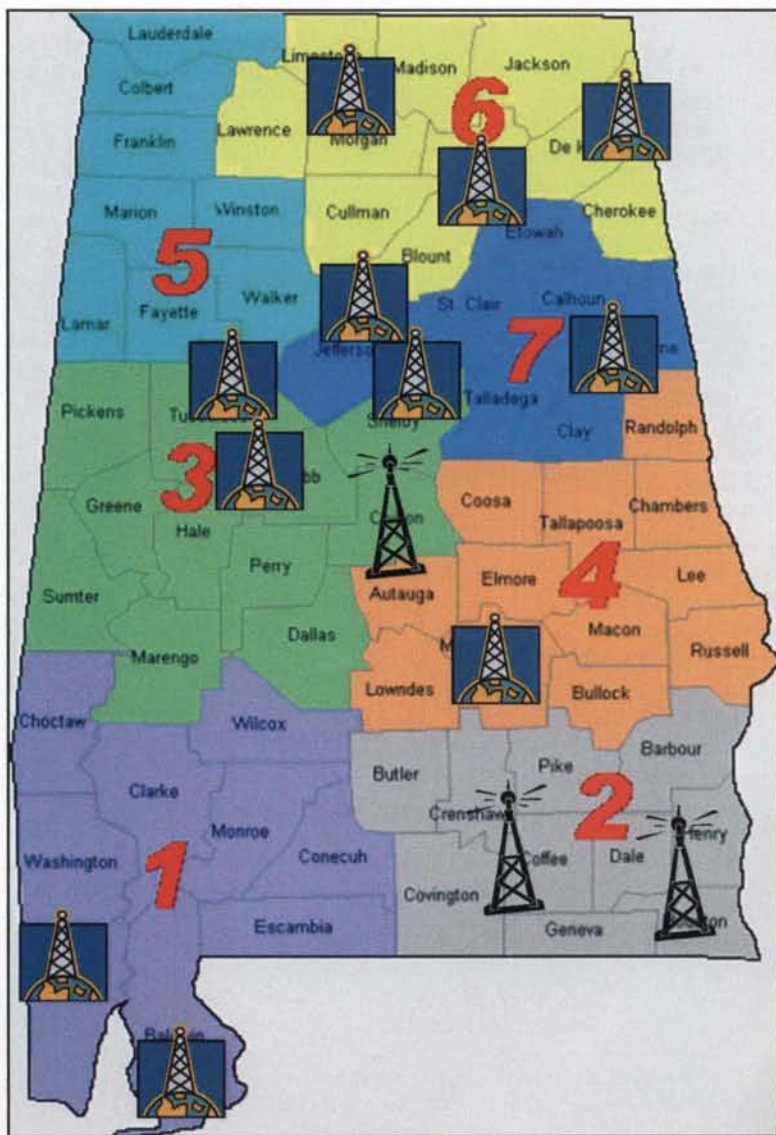 Lauderdale
Madison
Jackson
Colbert
6
Lawrence
Franklin
Morgan
Marion
Winston
Cullman
Cherokee
Etowah
5
Blount
Walker
St. Clair
Calhoun
Fayette
Lamar
7
Talladega
Pickens
Clay
Randolph
3
Greene
Coosa
Chambers
Tallapoosa
Hale
Perry
Elmore
4
Lee
Sumter
Autauga
Macon
Dallas
Russell
Marengo
Lowndes
Bullock
Choctaw
Wilcox
Barbour
Pike
Butler
Clarke
Crenshaw
2
Monroe
Henry
Washington
1
Conecuh
Coffee
Dale
Covington
Escambia
Geneva